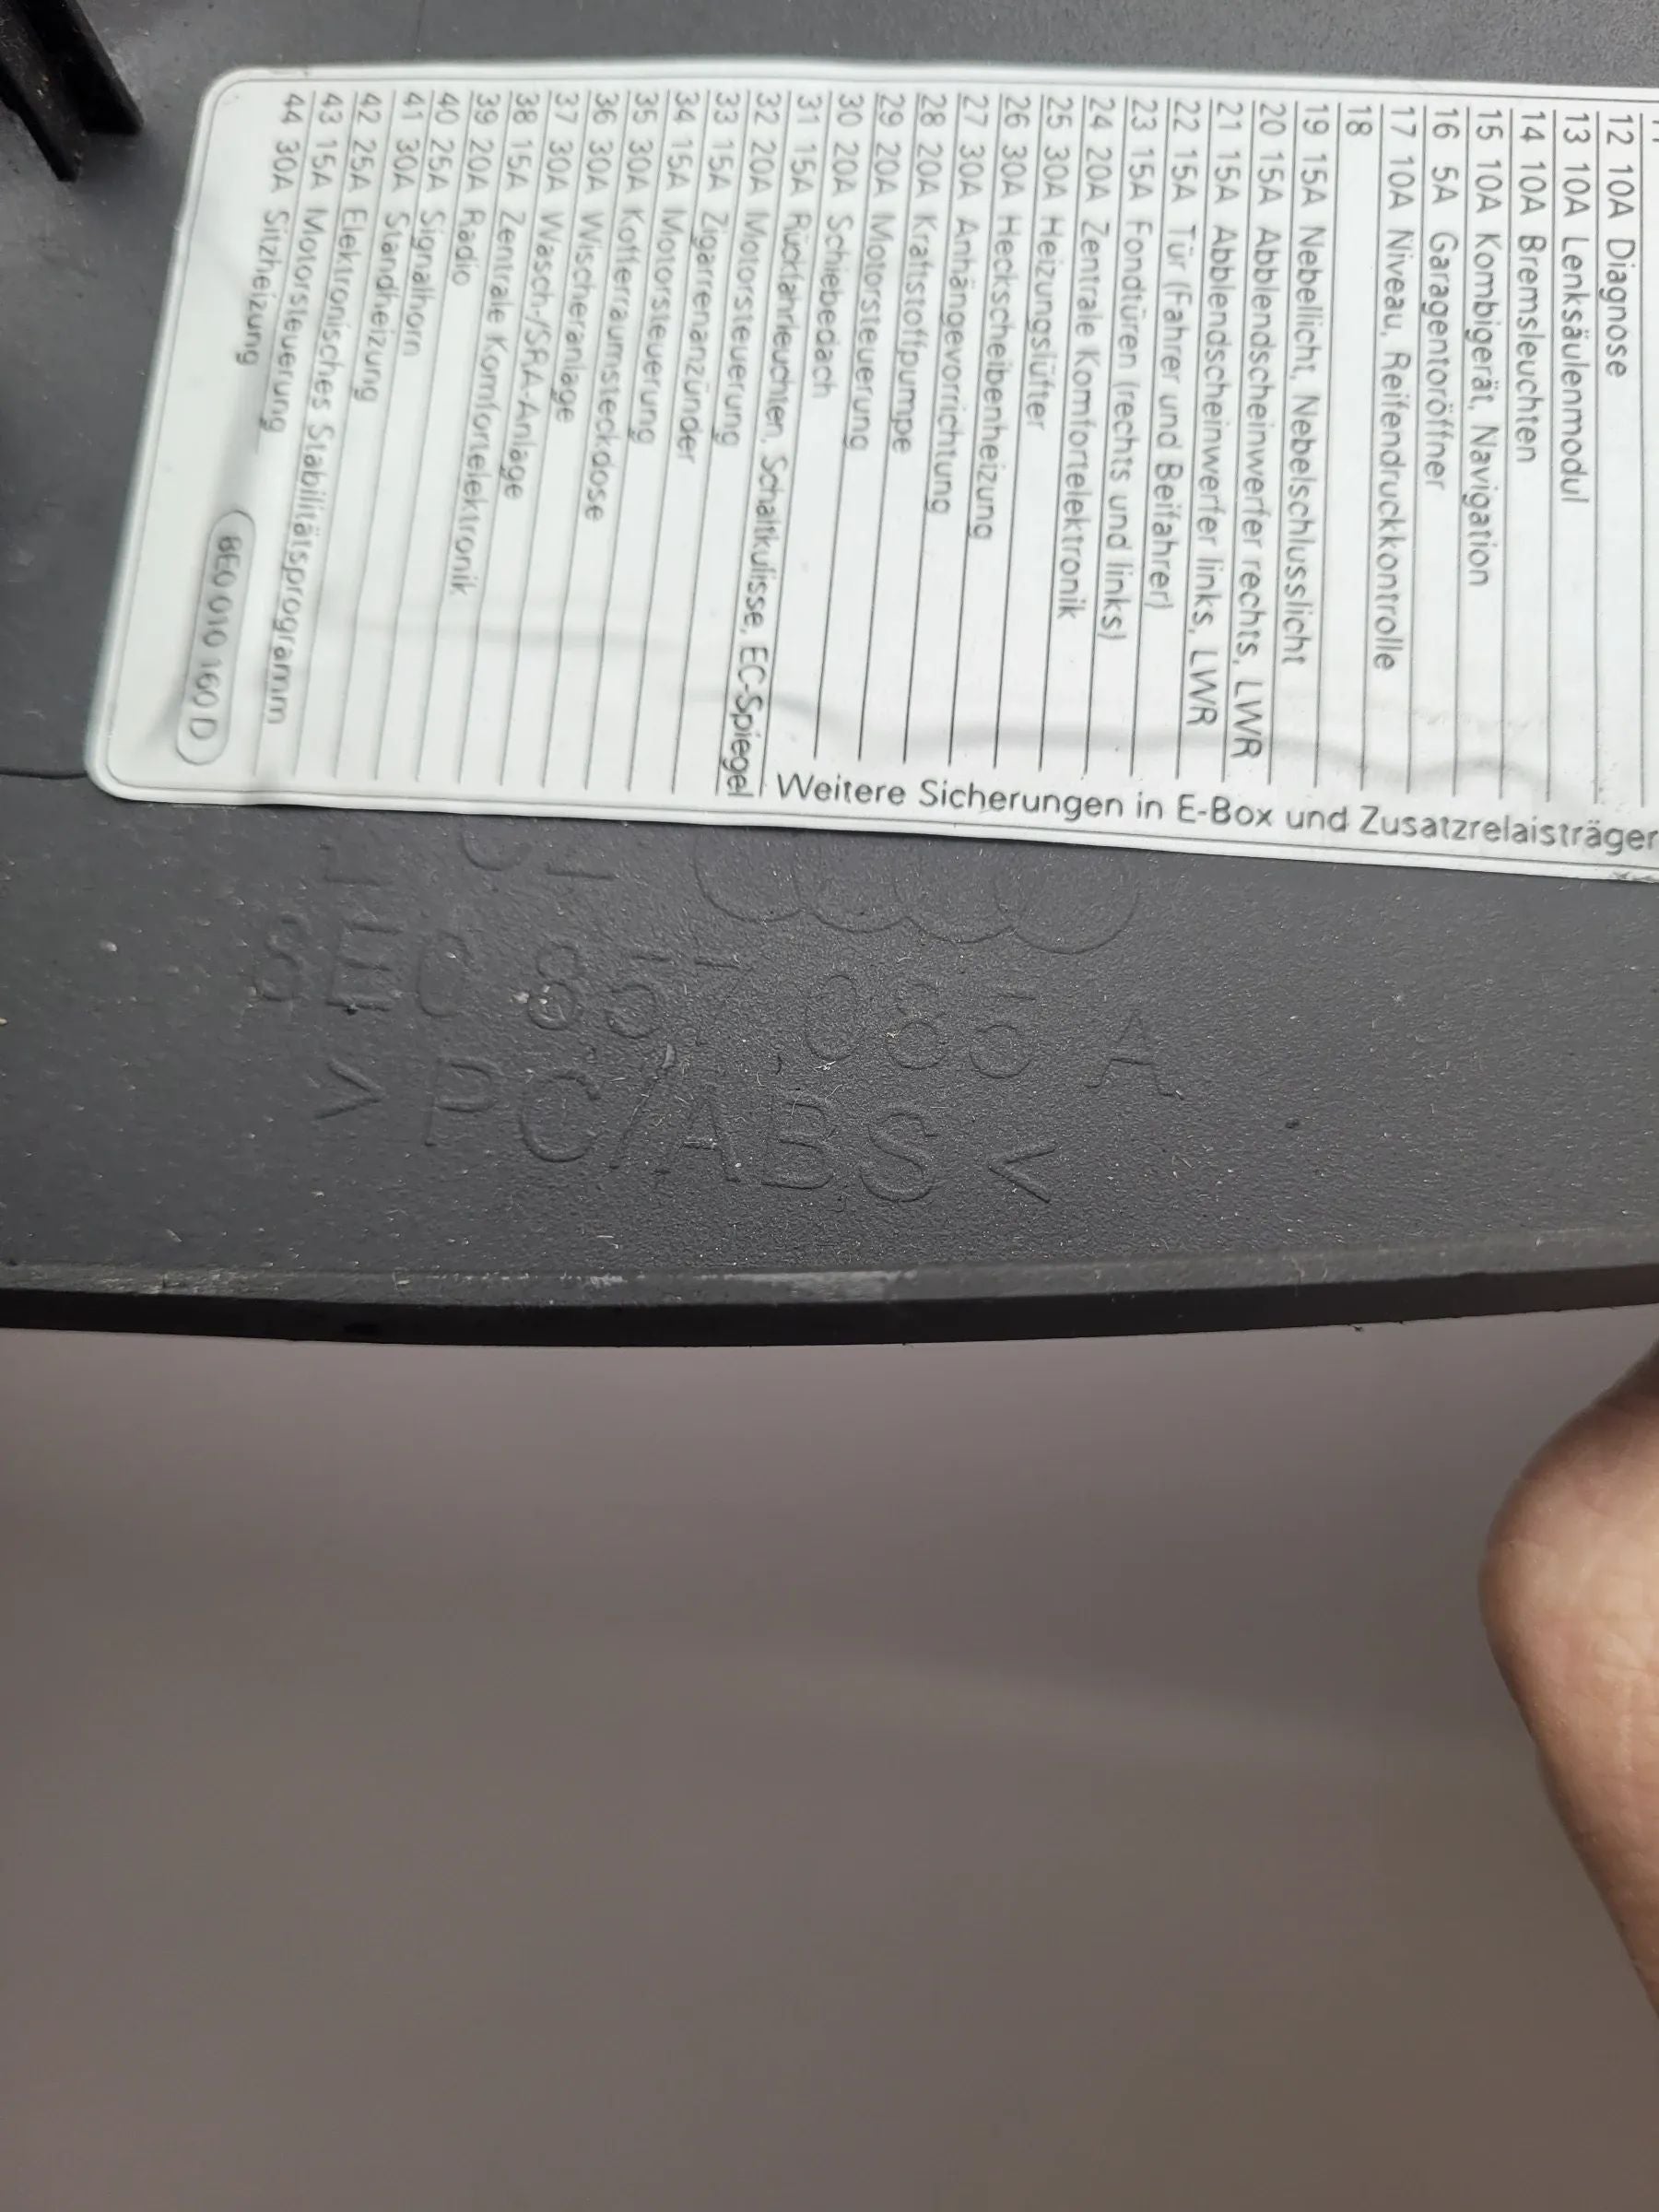 12 10A Diagnose
13 10A Lenksäulenmodul
14 10A Bremsleuchten
15 10A Kombigerät, Navigation
16 5A Garagentoröffner
17 10A Niveau, Reifendruckkontrolle
18
19 15A Nebellicht, Nebelschlusslicht
20 15A Abblendscheinwerfer rechts, LWR
21 15A Abblendscheinwerfer links, LWR
22 15A Tür (Fahrer und Beifahrer)
23 15A Fondtüren (rechts und links)
24 20A Zentrale Komfortelektronik
25 30A Heizungslüfter
26 30A Heckscheibenheizung
27 30A Anhängevorrichtung
28 20A Kraftstoffpumpe
29 20A Motorsteuerung
30 20A Schiebedach
31 15A Rückfahrleuchten, Schaltkulisse, EC-Spiegel
32 20A Motorsteuerung
33 15A Zigarrenanzünder
34 15A Motorsteuerung
35 30A Kofferraumsteckdose
36 30A Wischeranlage
37 30A Wasch-/SRA-Anlage
38 15A Zentrale Komfortelektronik
39 20A Radio
40 25A Signalhorn
41 30A Standheizung
42 25A Elektronisches Stabilitätsprogramm
43 15A Motorsteuerung
44 30A Sitzheizung
8E0 010 160 D
Weitere Sicherungen in E-Box und Zusatzrelaisträger
8E0 857 085 A
>PC/ABS<